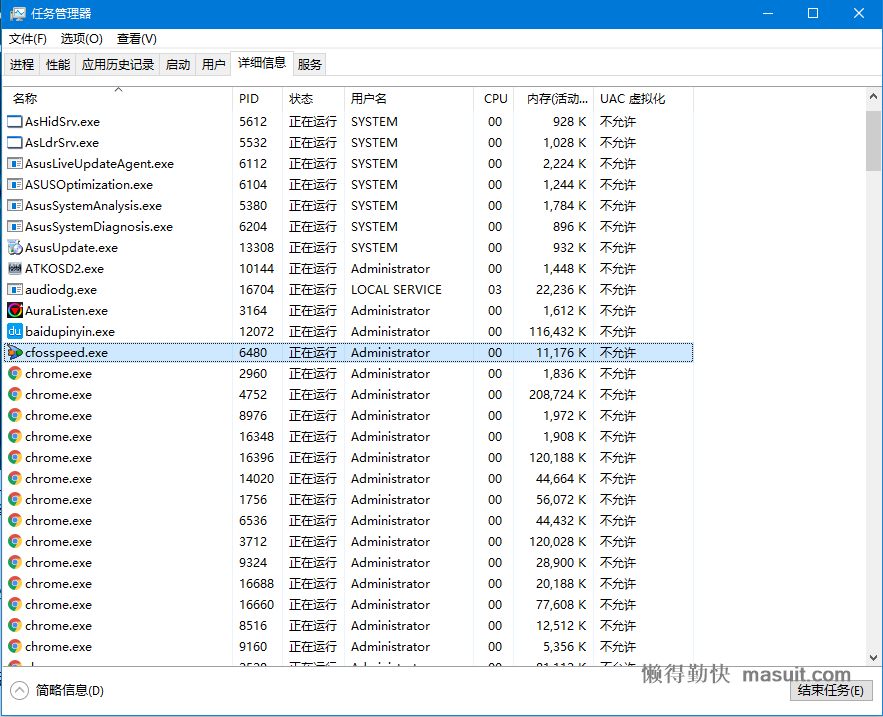 任务管理器
文件(F) 选项(O) 查看(V)
进程 性能 应用历史记录 启动 用户 详细信息 服务
名称 PID 状态 用户名 CPU 内存(活动... UAC 虚拟化
AsHidSrv.exe 5612 正在运行 SYSTEM 00 928 K 不允许
AsLdrSrv.exe 5532 正在运行 SYSTEM 00 1,028 K 不允许
AsusLiveUpdateAgent.exe 6112 正在运行 SYSTEM 00 2,224 K 不允许
ASUSOptimization.exe 6104 正在运行 SYSTEM 00 1,244 K 不允许
AsusSystemAnalysis.exe 5380 正在运行 SYSTEM 00 1,784 K 不允许
AsusSystemDiagnosis.exe 6204 正在运行 SYSTEM 00 896 K 不允许
AsusUpdate.exe 13308 正在运行 SYSTEM 00 932 K 不允许
ATKOSD2.exe 10144 正在运行 Administrator 00 1,448 K 不允许
audiodg.exe 16704 正在运行 LOCAL SERVICE 03 22,236 K 不允许
AuraListen.exe 3164 正在运行 Administrator 00 1,612 K 不允许
baidupinyin.exe 12072 正在运行 Administrator 00 116,432 K 不允许
cfosspeed.exe 6480 正在运行 Administrator 00 11,176 K 不允许
chrome.exe 2960 正在运行 Administrator 00 1,836 K 不允许
chrome.exe 4752 正在运行 Administrator 00 208,724 K 不允许
chrome.exe 8976 正在运行 Administrator 00 1,972 K 不允许
chrome.exe 16348 正在运行 Administrator 00 1,908 K 不允许
chrome.exe 16396 正在运行 Administrator 00 120,188 K 不允许
chrome.exe 14020 正在运行 Administrator 00 44,664 K 不允许
chrome.exe 1756 正在运行 Administrator 00 56,072 K 不允许
chrome.exe 6536 正在运行 Administrator 00 44,432 K 不允许
chrome.exe 3712 正在运行 Administrator 00 120,028 K 不允许
chrome.exe 9324 正在运行 Administrator 00 28,900 K 不允许
chrome.exe 16688 正在运行 Administrator 00 20,188 K 不允许
chrome.exe 16660 正在运行 Administrator 00 77,608 K 不允许
chrome.exe 8516 正在运行 Administrator 00 12,512 K 不允许
chrome.exe 9160 正在运行 Administrator 00 5,356 K 不允许
懒得勤快 masuit.com
简略信息(D) 结束任务(E)